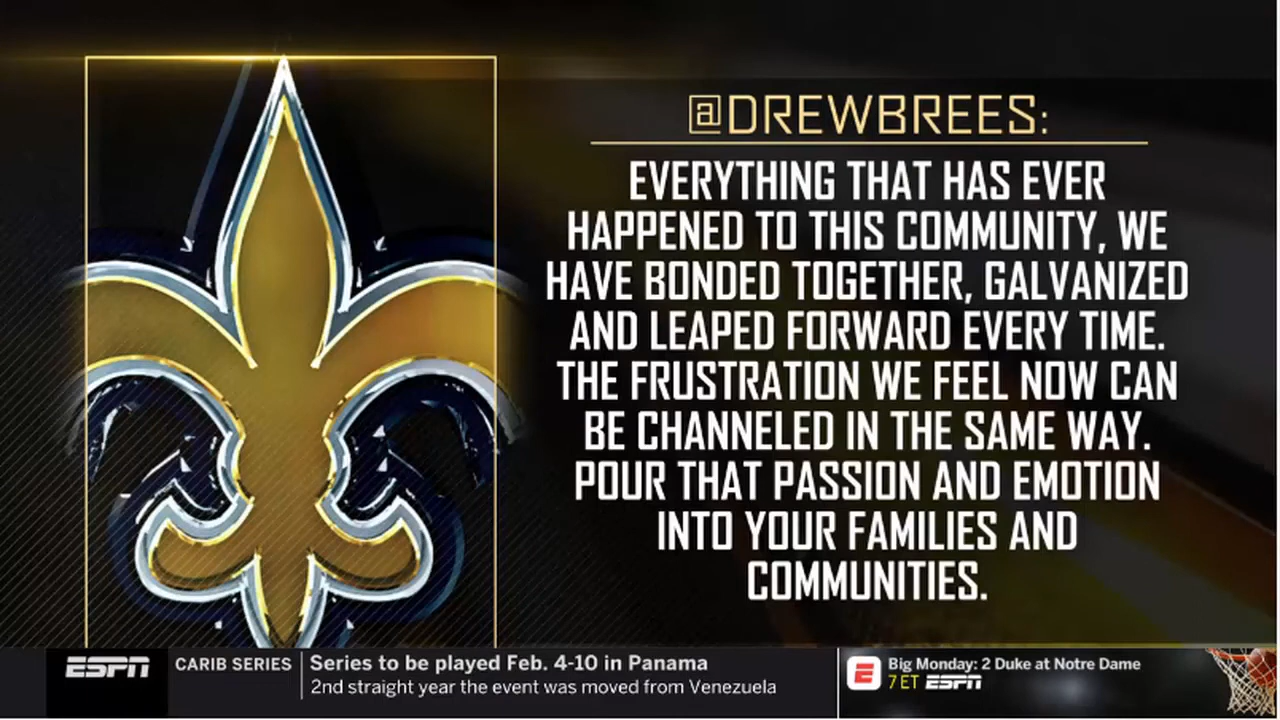 @DREWBREES:
EVERYTHING THAT HAS EVER
HAPPENED TO THIS COMMUNITY, WE
HAVE BONDED TOGETHER, GALVANIZED
AND LEAPED FORWARD EVERY TIME.
THE FRUSTRATION WE FEEL NOW CAN
BE CHANNELED IN THE SAME WAY.
POUR THAT PASSION AND EMOTION
INTO YOUR FAMILIES AND
COMMUNITIES.
ESPN
CARIB SERIES
Series to be played Feb. 4-10 in Panama
2nd straight year the event was moved from Venezuela
E
Big Monday: 2 Duke at Notre Dame
7 ET ESPN